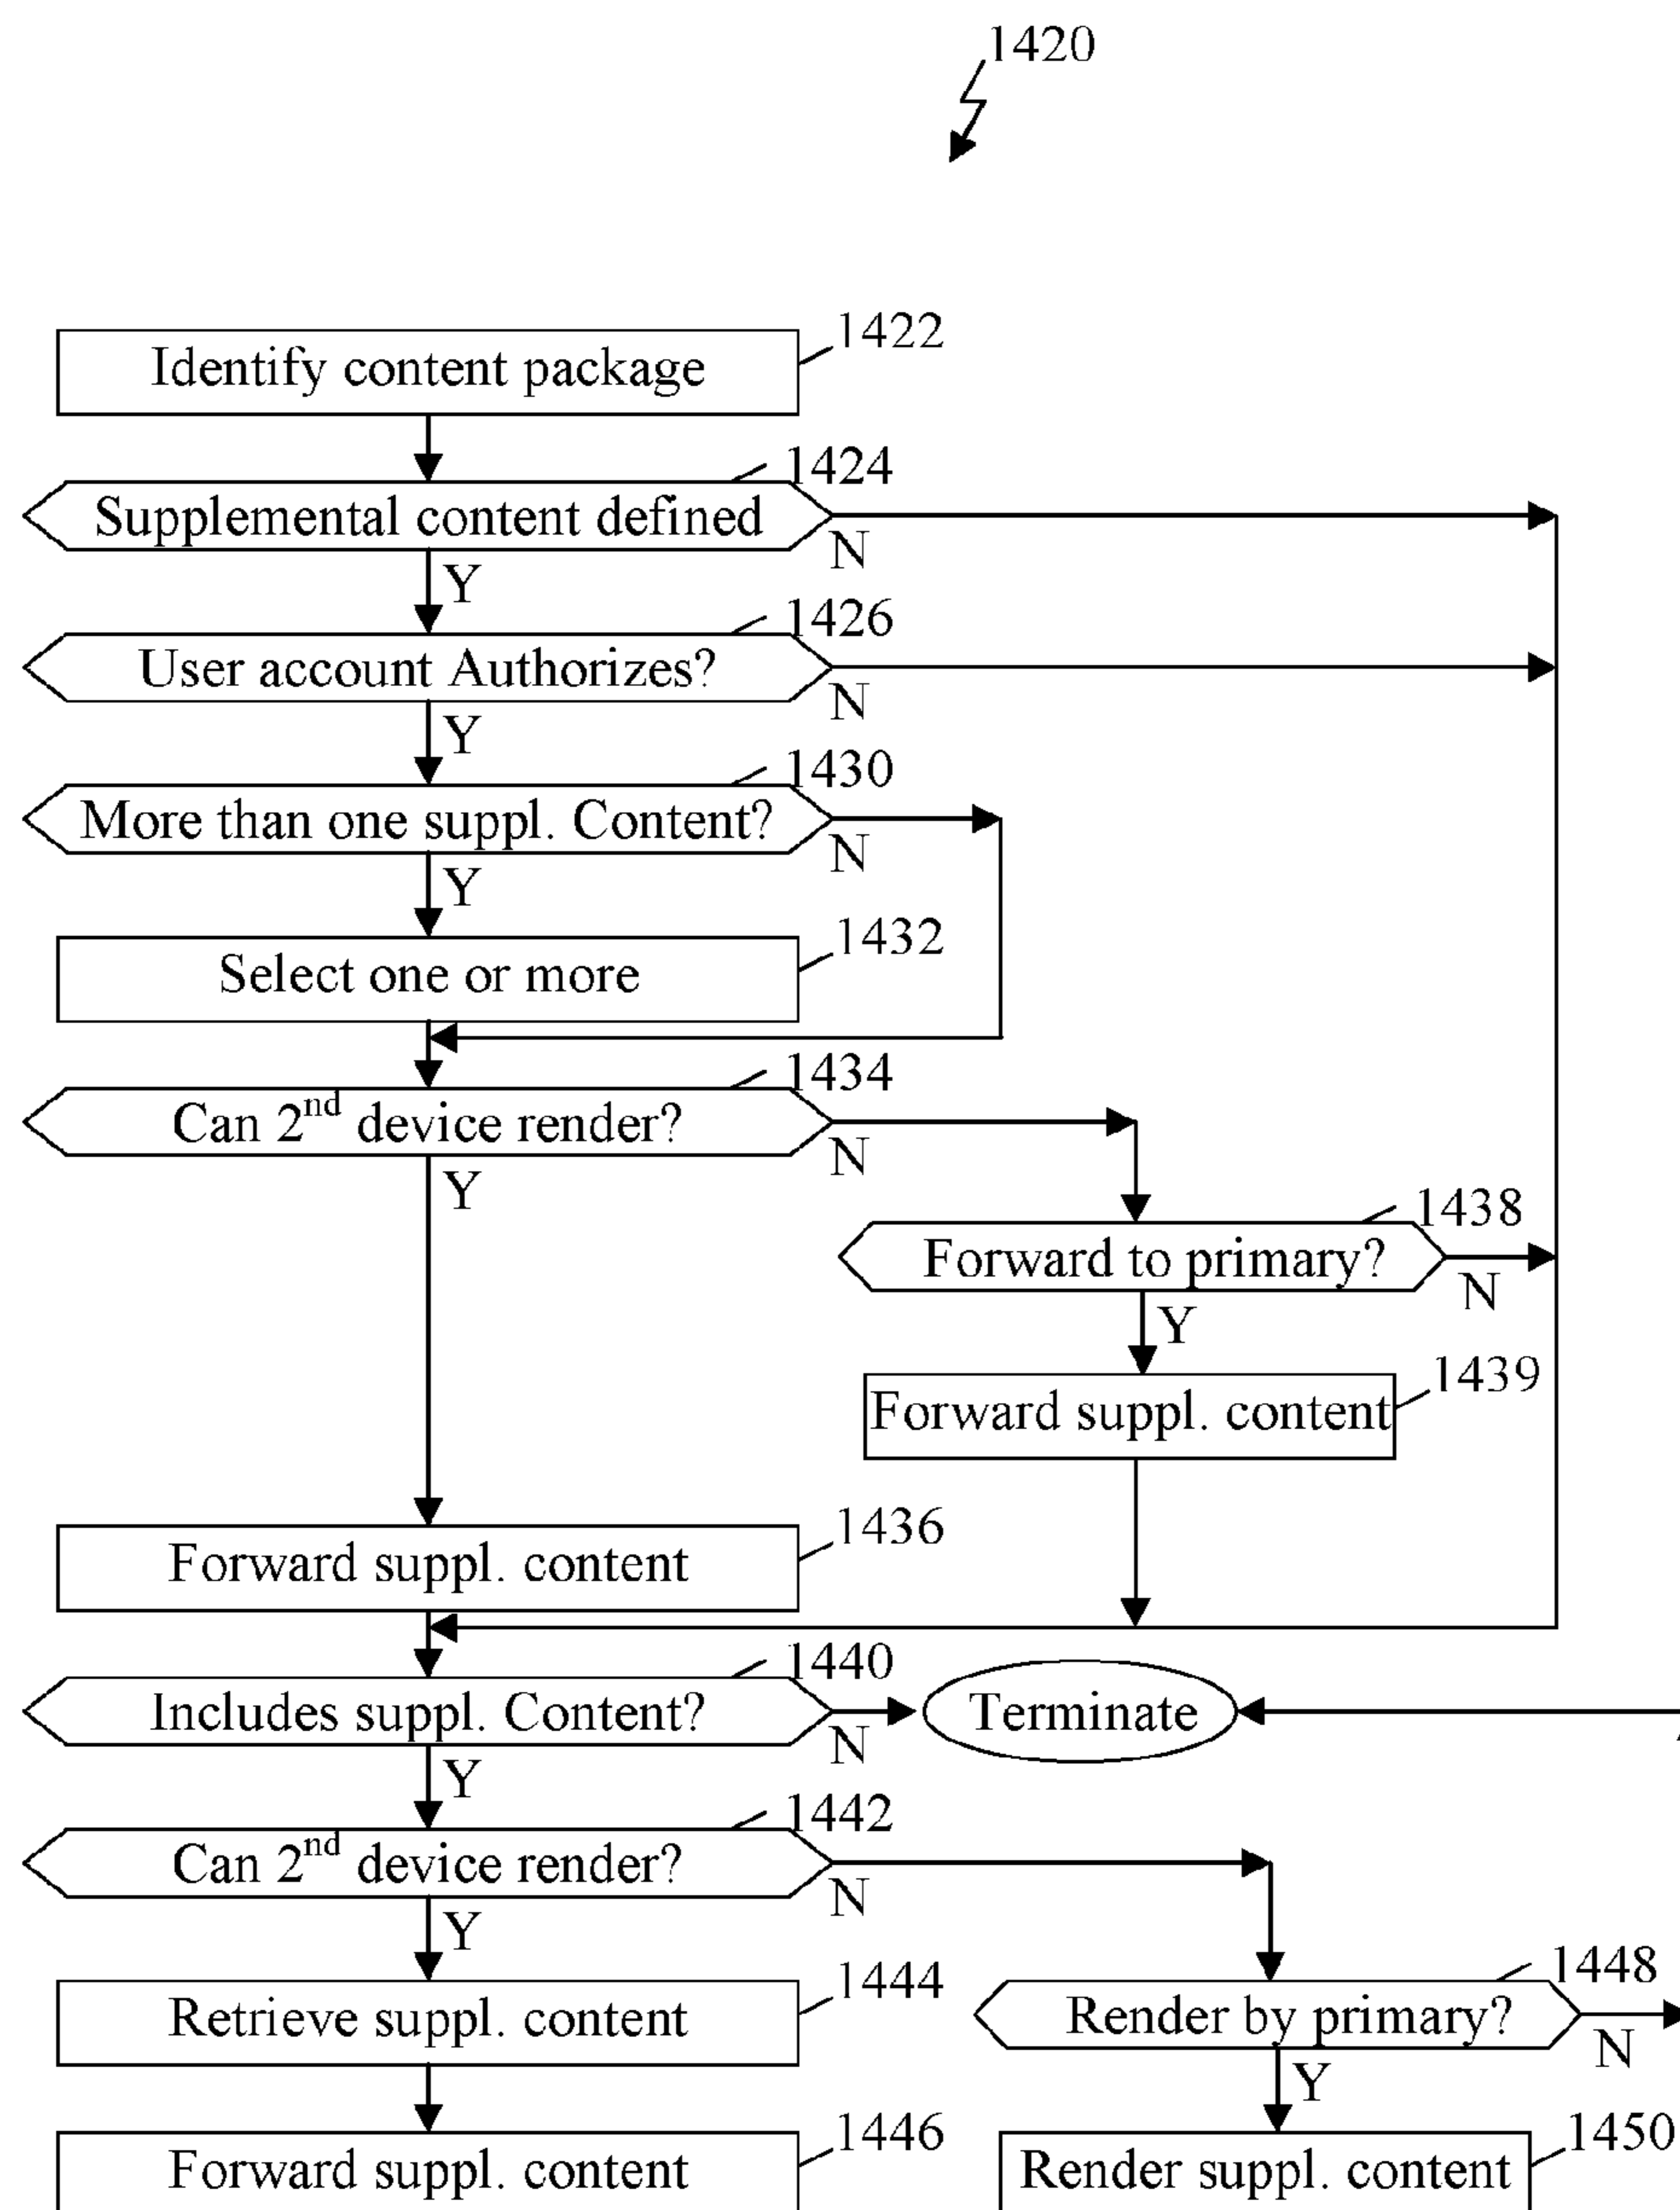 1420
1422
Identify content package
1424
Supplemental content defined
N
Y
1426
User account Authorizes?
N
Y
1430
More than one suppl. Content?
N
Y
1432
Select one or more
1434
Can 2nd device render?
N
Y
1438
Forward to primary?
N
Y
1439
Forward suppl. content
1436
Forward suppl. content
1440
Includes suppl. Content?
N
Terminate
Y
1442
Can 2nd device render?
N
Y
1444
Retrieve suppl. content
1448
Render by primary?
N
Y
1446
Forward suppl. content
1450
Render suppl. content